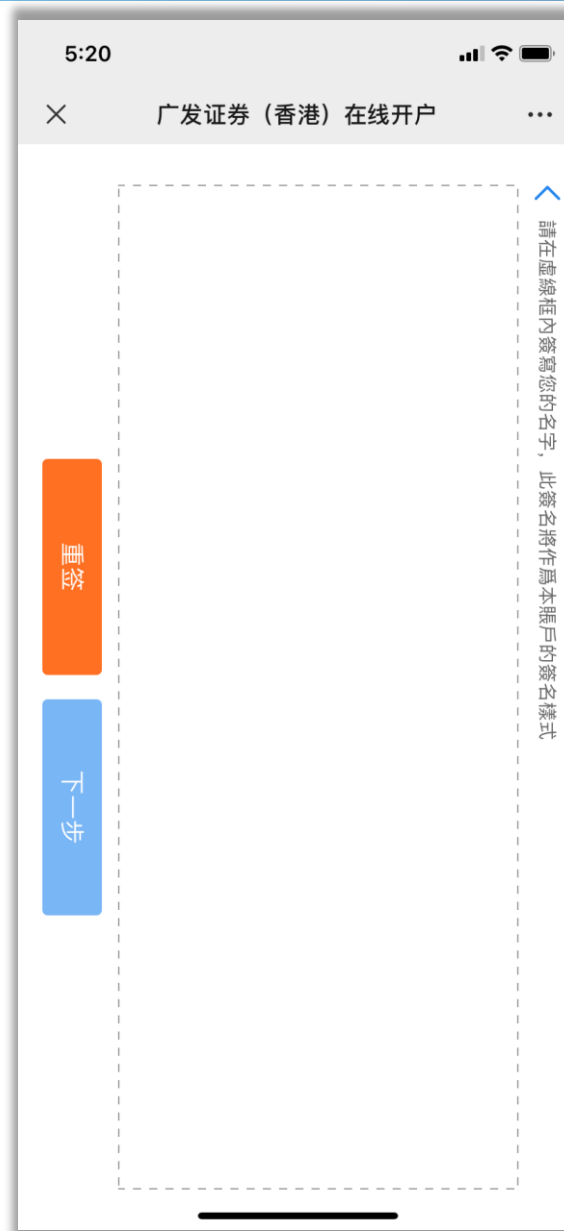 5:20
广发证券（香港）在线开户
請在虛線框內簽寫您的名字，此簽名將作爲本賬戶的簽名樣式
重签
下一步